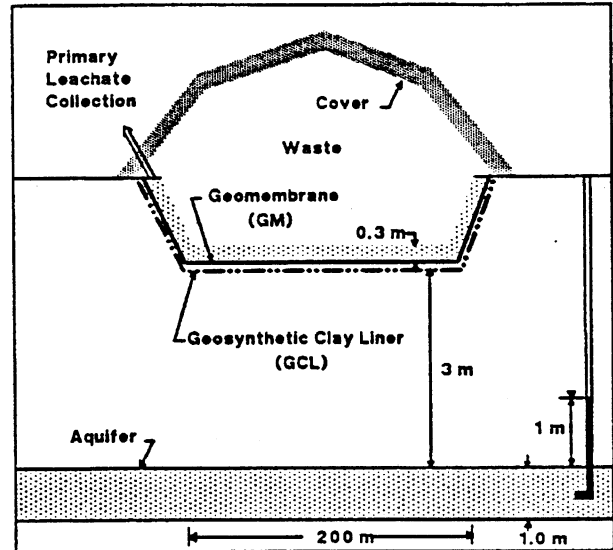 Primary
Leachate
Collection
Cover
Waste
Geomembrane
(GM)
0.3 m
Geosynthetic Clay Liner
(GCL)
3 m
1 m
Aquifer
200 m
1.0 m